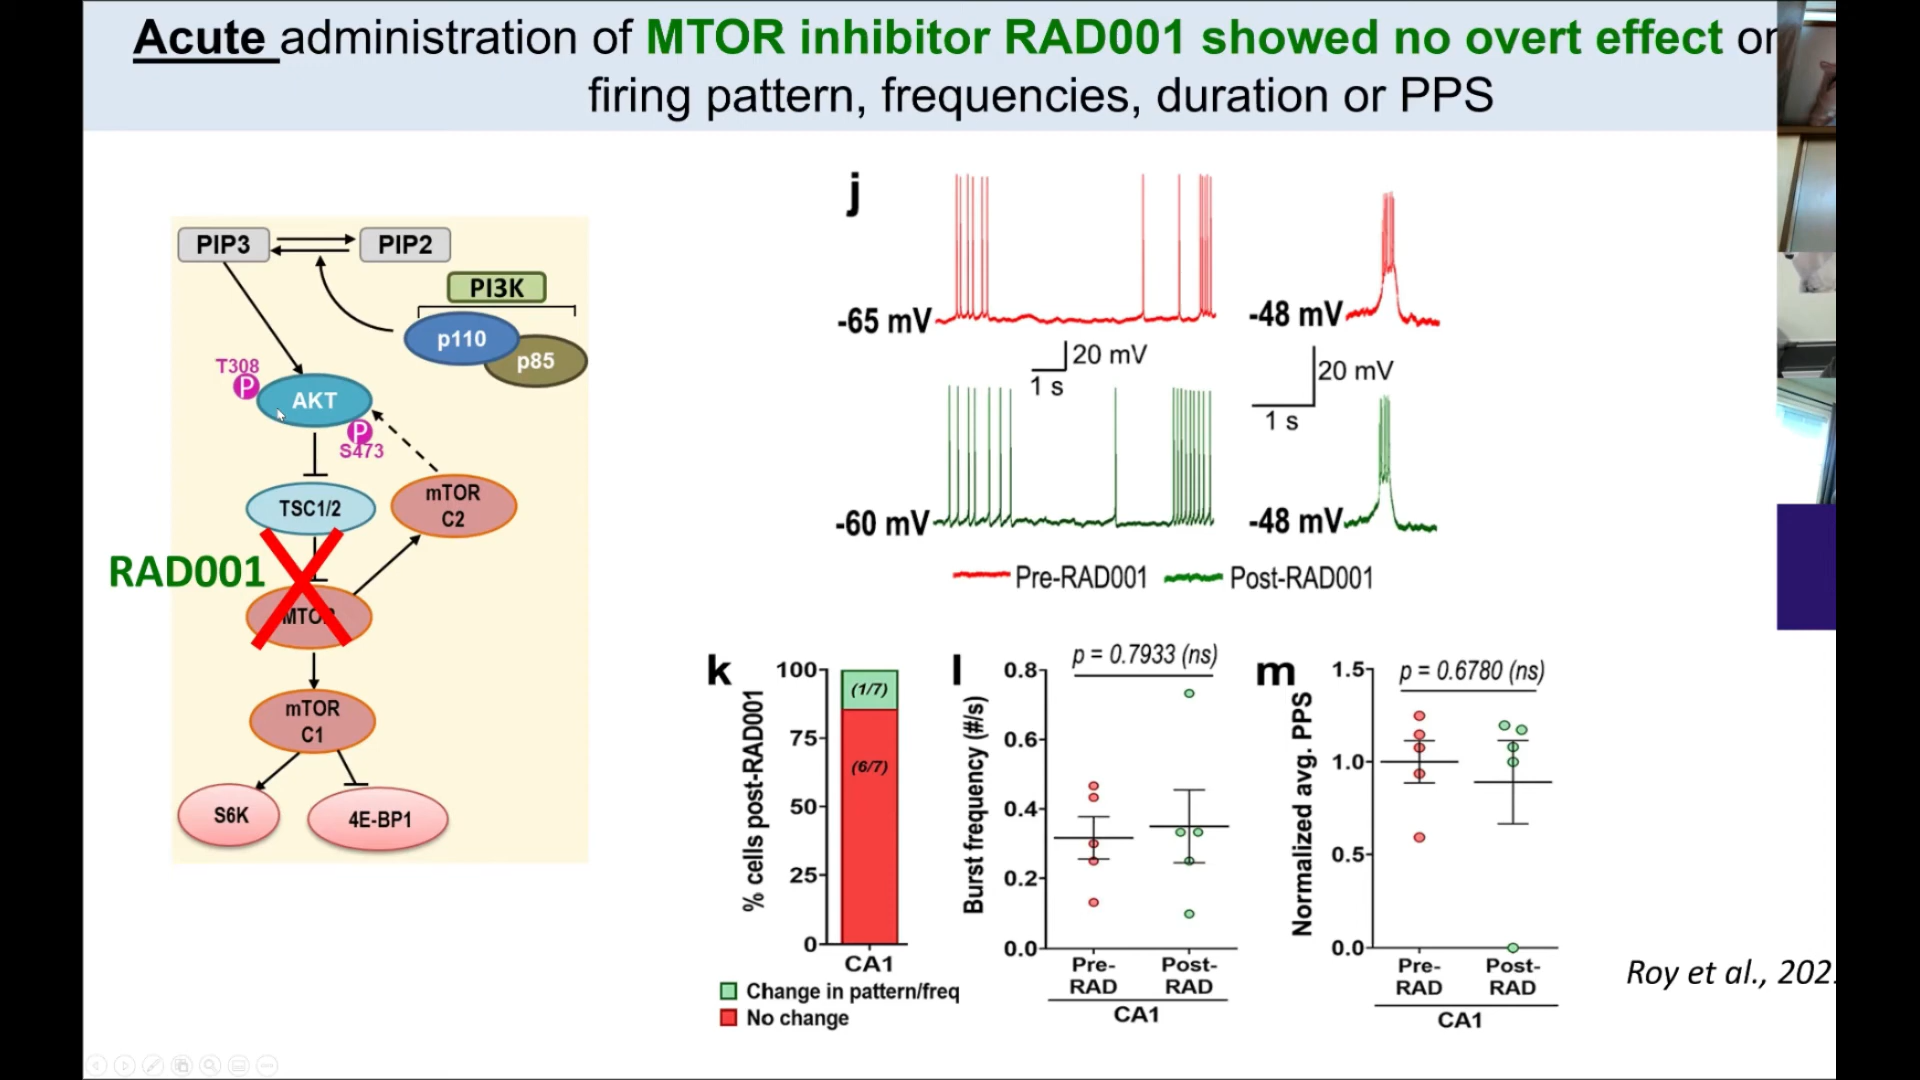 Acute administration of MTOR inhibitor RAD001 showed no overt effect on
firing pattern, frequencies, duration or PPS
PIP3
PIP2
PI3K
p110
p85
T308
P
AKT
P
S473
TSC1/2
mTOR
C2
RAD001
MTOR
mTOR
C1
S6K
4E-BP1
j
-65 mV
-48 mV
20 mV
1 s
20 mV
1 s
-60 mV
-48 mV
Pre-RAD001
Post-RAD001
k
% cells post-RAD001
100
75
50
25
0
(1/7)
(6/7)
CA1
Change in pattern/freq
No change
l
p = 0.7933 (ns)
Burst frequency (#/s)
0.8
0.6
0.4
0.2
0.0
Pre-
RAD
Post-
RAD
CA1
m
p = 0.6780 (ns)
Normalized avg. PPS
1.5
1.0
0.5
0.0
Pre-
RAD
Post-
RAD
CA1
Roy et al., 202